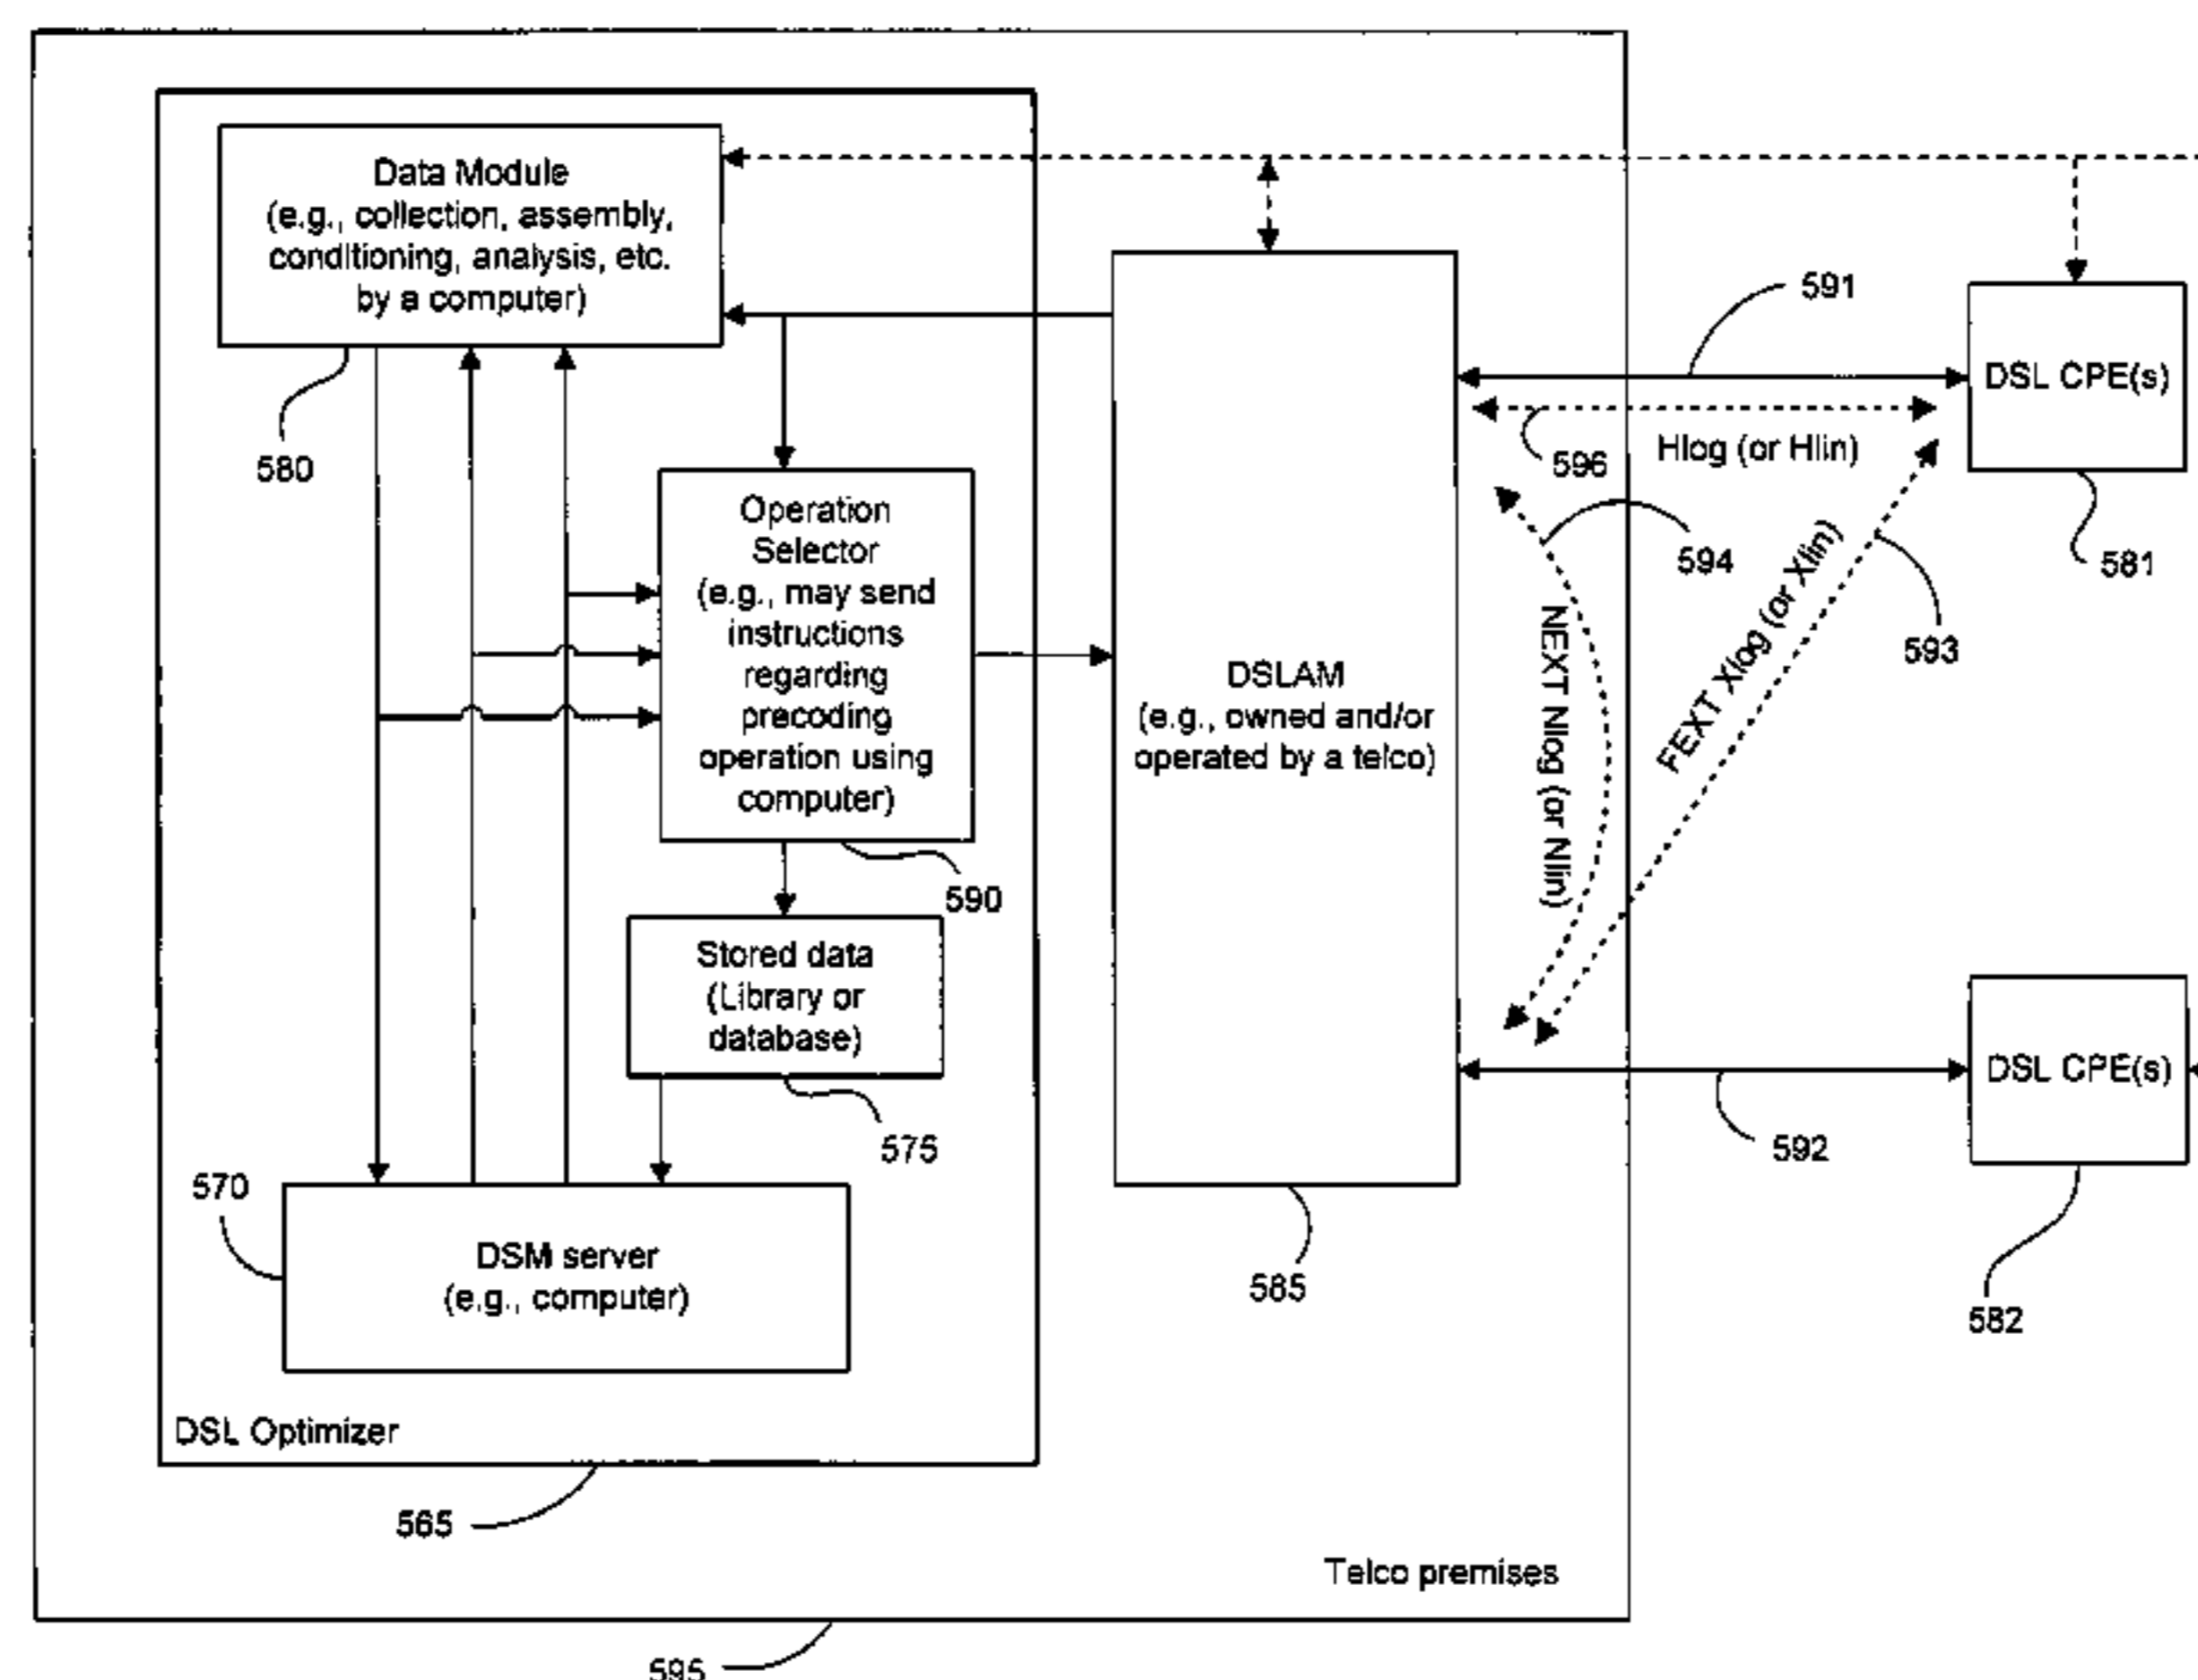 Data Module
(e.g., collection, assembly,
conditioning, analysis, etc.
by a computer)
580
Operation
Selector
(e.g., may send
instructions
regarding
precoding
operation using
computer)
590
Stored data
(Library or
database)
575
570
DSM server
(e.g., computer)
DSL Optimizer
565
DSLAM
(e.g., owned and/or
operated by a telco)
585
591
DSL CPE(s)
596
Hlog (or Hlin)
581
594
593
NEXT Nlog (or Nlin)
FEXT Xlog (or Xlin)
DSL CPE(s)
592
582
Telco premises
595